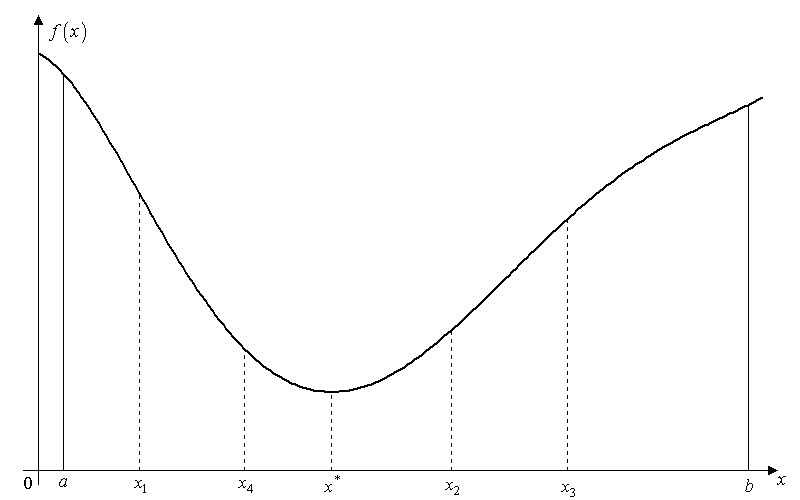 f(x)
0 a x₁ x₄ x* x₂ x₃ b x